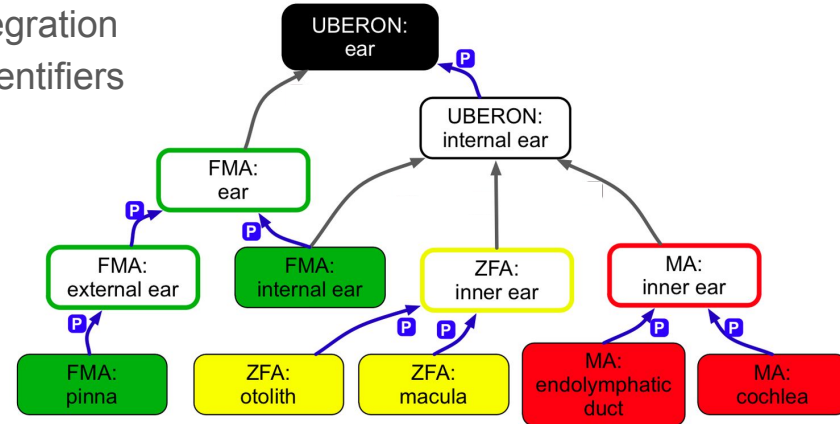 egration
entifiers
UBERON:
ear
P
UBERON:
internal ear
FMA:
ear
P
P
FMA:
external ear
FMA:
internal ear
ZFA:
inner ear
MA:
inner ear
P
P
P
P
P
FMA:
pinna
ZFA:
otolith
ZFA:
macula
MA:
endolymphatic
duct
MA:
cochlea